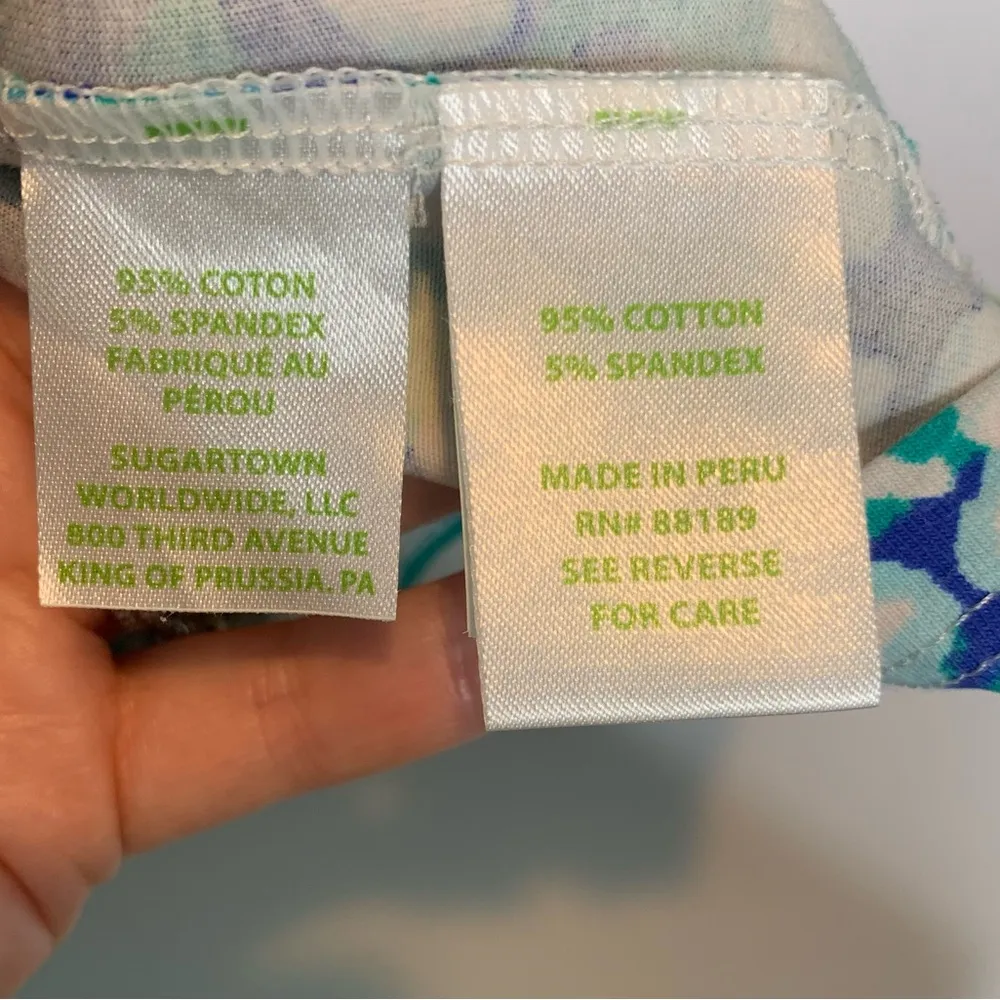 95% COTON
5% SPANDEX
FABRIQUÉ AU
PÉROU
SUGARTOWN
WORLDWIDE, LLC
800 THIRD AVENUE
KING OF PRUSSIA, PA
95% COTTON
5% SPANDEX
MADE IN PERU
RN# 88189
SEE REVERSE
FOR CARE